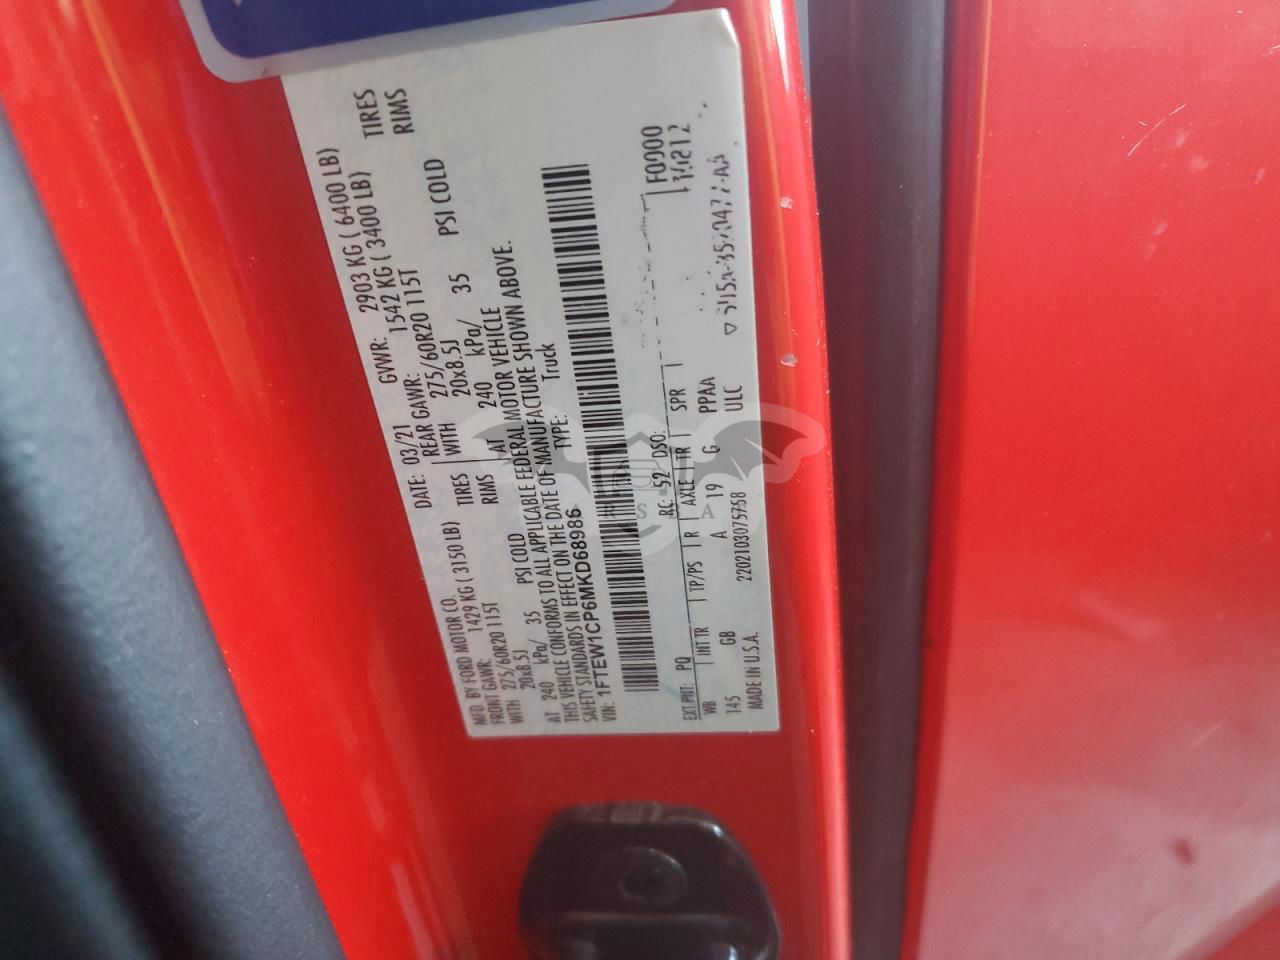 MFD. BY FORD MOTOR CO.
DATE: 03/21
GVWR: 2903 KG ( 6400 LB)
FRONT GAWR: 1429 KG ( 3150 LB)
REAR GAWR: 1542 KG ( 3400 LB)
WITH 275/60R20 115T TIRES
WITH 275/60R20 115T TIRES
20x8.5J RIMS
20x8.5J RIMS
AT 240 kPa/ 35 PSI COLD
AT 240 kPa/ 35 PSI COLD
THIS VEHICLE CONFORMS TO ALL APPLICABLE FEDERAL MOTOR VEHICLE
SAFETY STANDARDS IN EFFECT ON THE DATE OF MANUFACTURE SHOWN ABOVE.
VIN: 1FTEW1CP6MKD68986
TYPE: Truck
F0900
EXT PNT: PQ RC: 52 DSO:
WB INT TR TP/PS R AXLE TR SPR
145 GB A 19 G PPAA
MADE IN U.S.A. 220210307S7S8 ULC
R S A